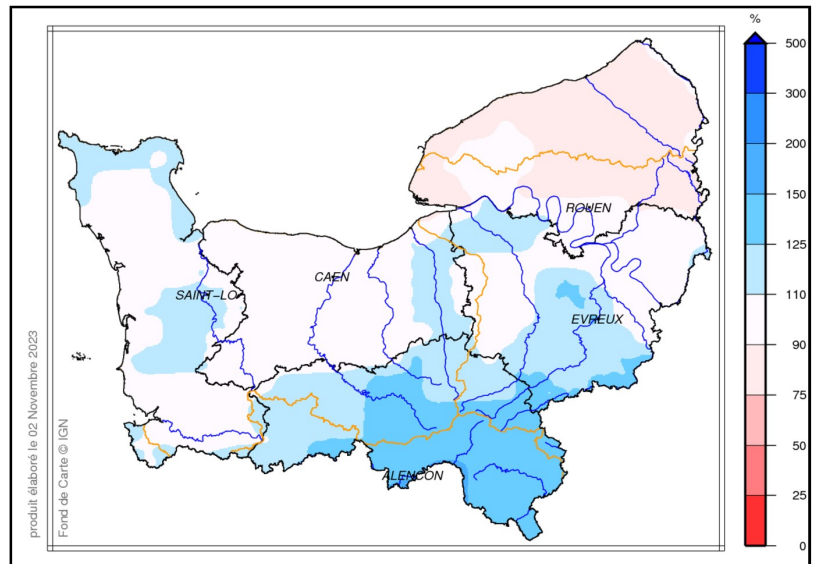 %
500
300
200
150
125
110
90
75
50
25
0
ROUEN
CAEN
SAINT-LO
EVREUX
ALENCON
produit élaboré le 02 Novembre 2023
Fond de Carte © IGN